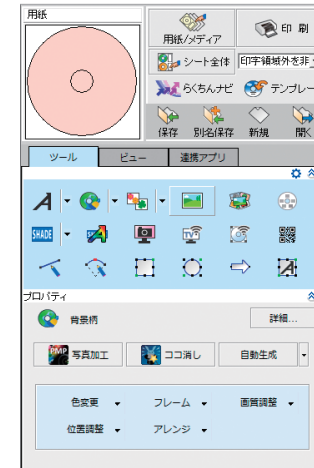 用紙
用紙/メディア
印 刷
シート全体
印字領域外を非
らくちんナビ
テンプレー
保存 別名保存 新規 開く
ツール ビュー 連携アプリ
A
SHADE A
TV
A
プロパティ
背景柄
詳細...
PMP 写真加工 ココ消し 自動生成
色変更 フレーム 画質調整
位置調整 アレンジ